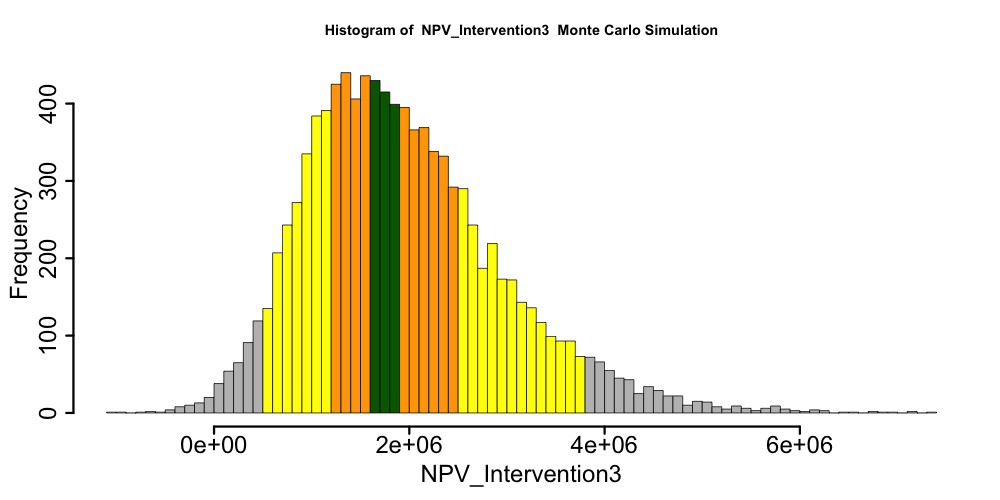 Histogram of  NPV_Intervention3  Monte Carlo Simulation
Frequency
400
300
200
100
0
0e+00 2e+06 4e+06 6e+06
NPV_Intervention3